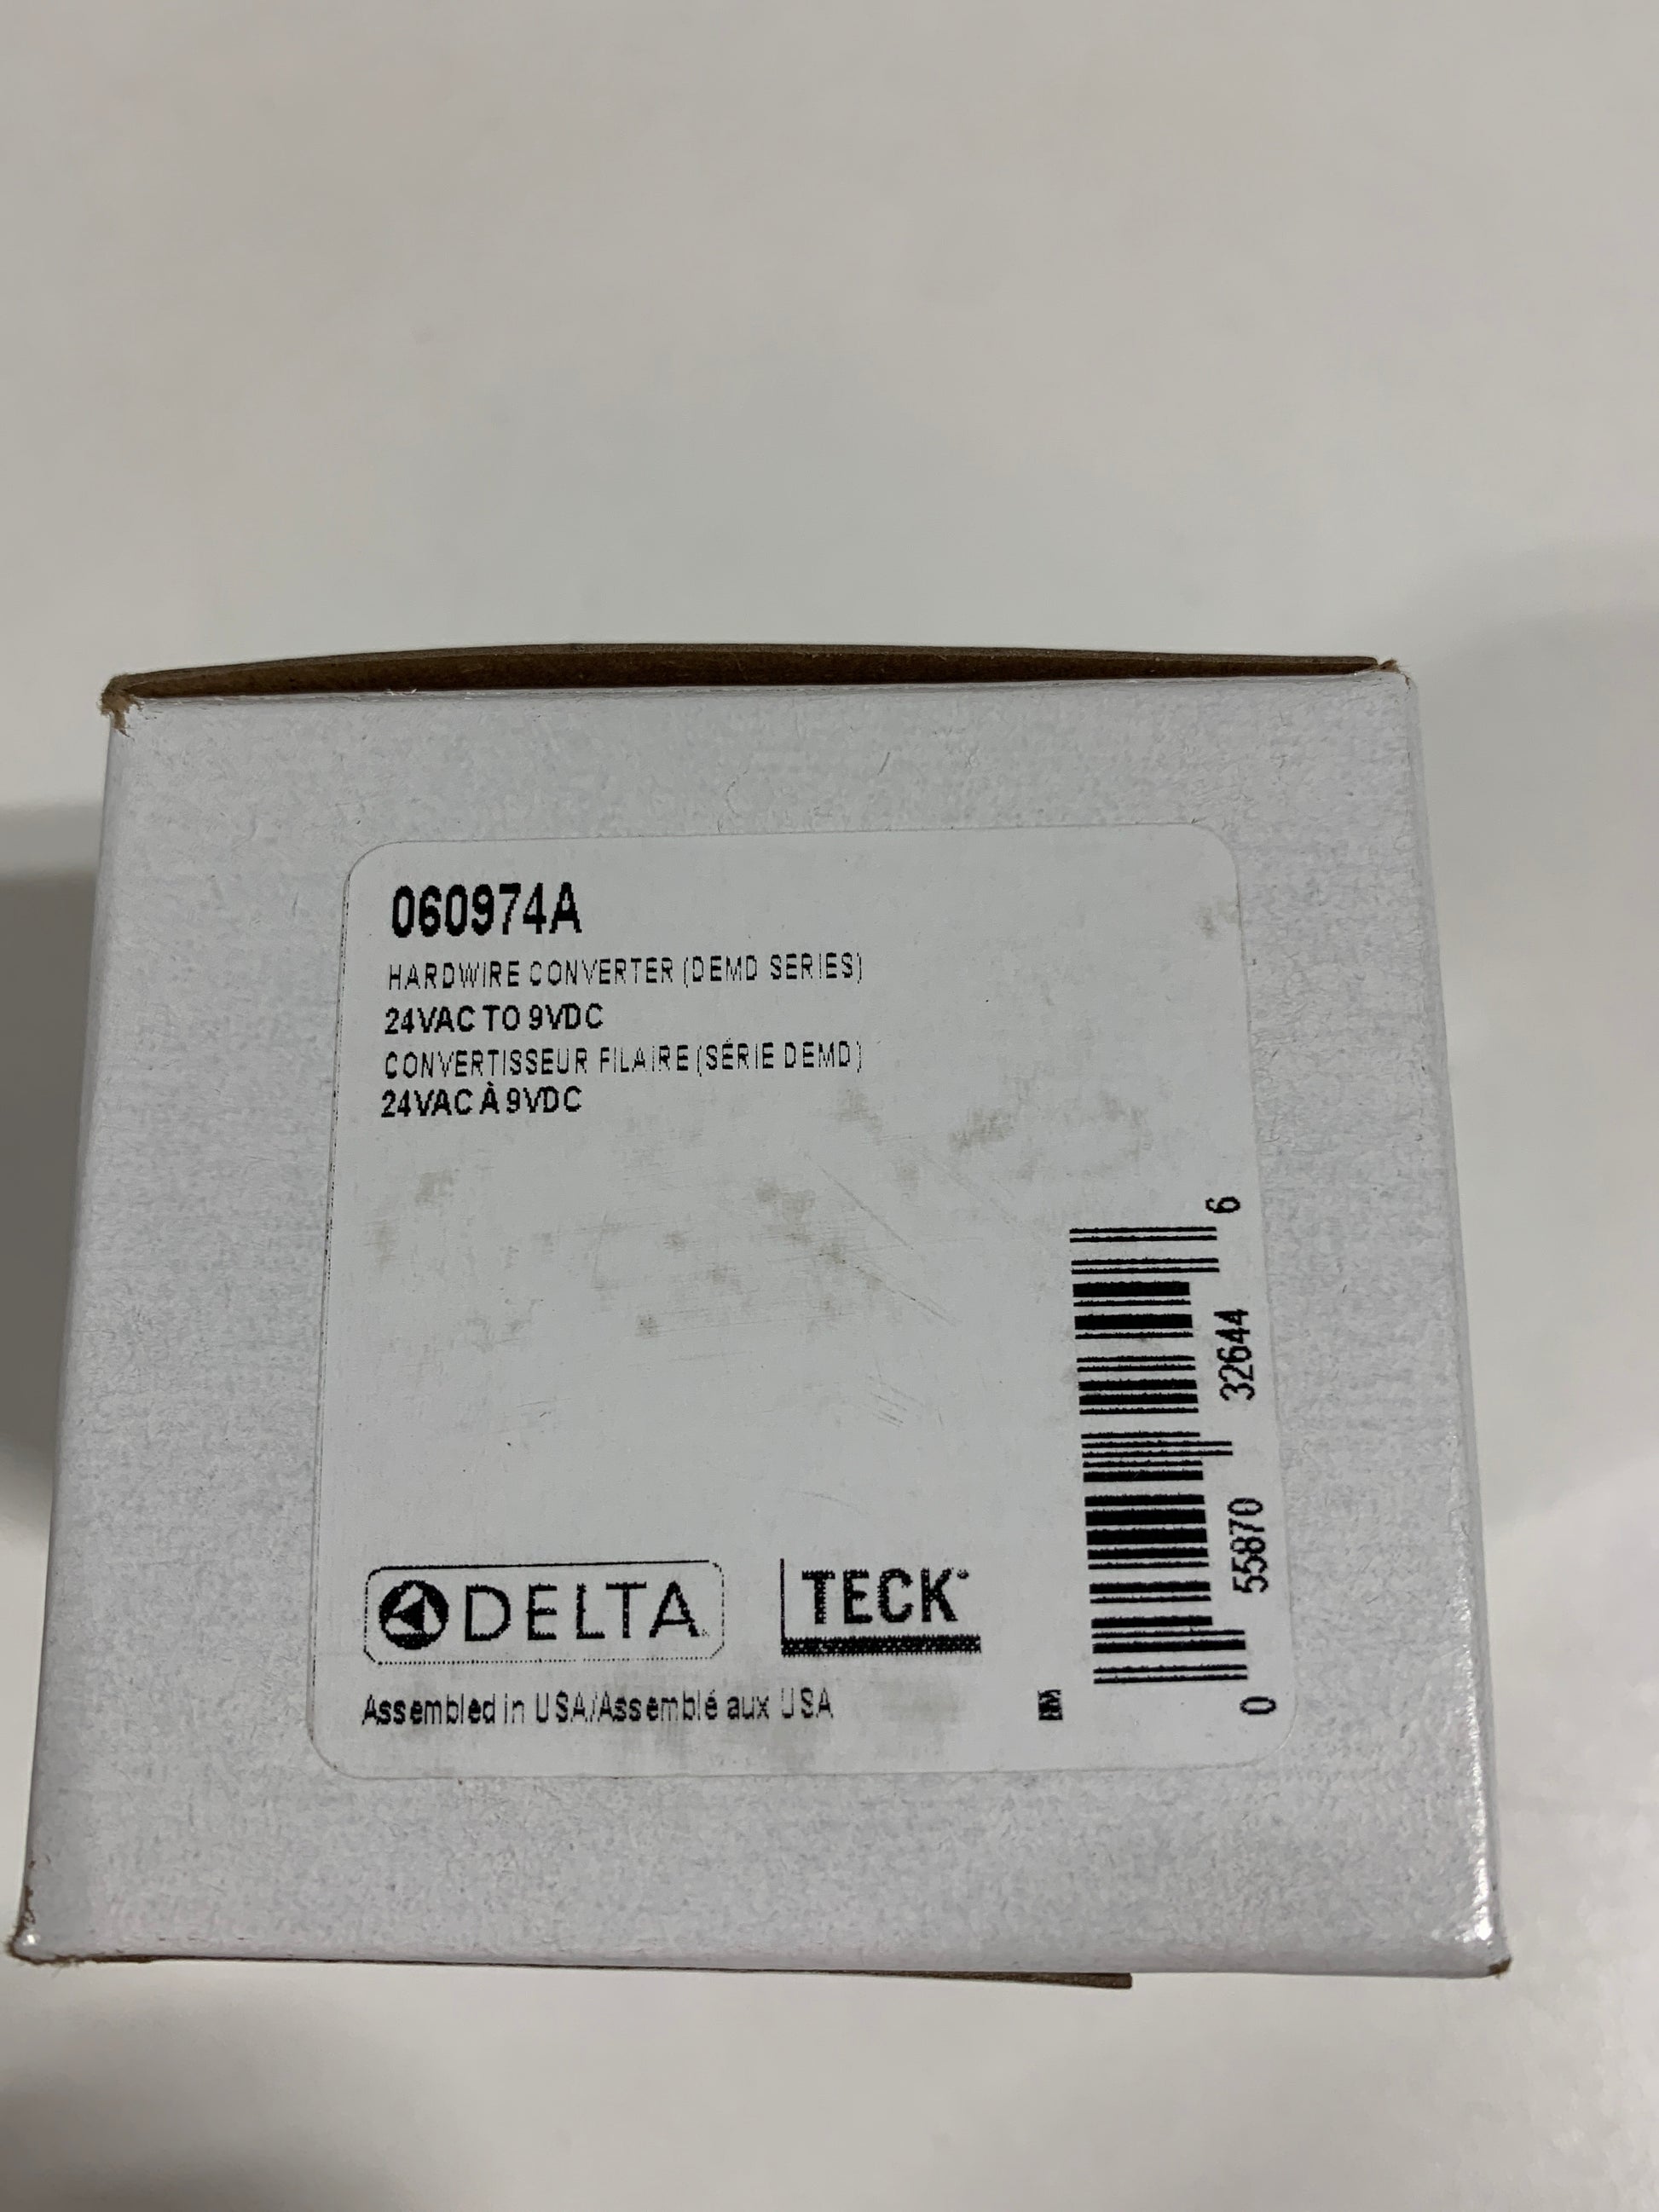 060974A
HARDWIRE CONVERTER (DEMD SERIES)
24VAC TO 9VDC
CONVERTISSEUR FILAIRE (SÉRIE DEMD)
24VAC À 9VDC
DELTA
TECK®
Assembled in USA/Assemblé aux USA
0 55870 32644 6